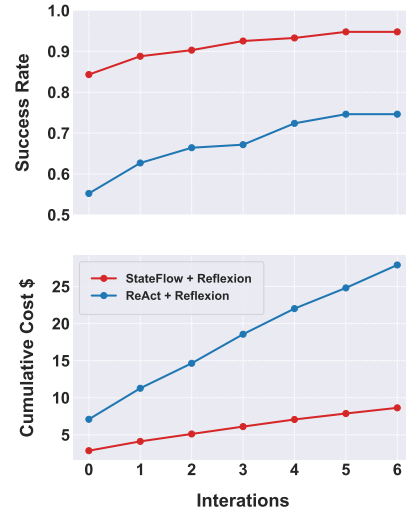 1.0
0.9
0.8
0.7
0.6
0.5
Success Rate
StateFlow + Reflexion
ReAct + Reflexion
25
20
15
10
5
Cumulative Cost $
0 1 2 3 4 5 6
Interations